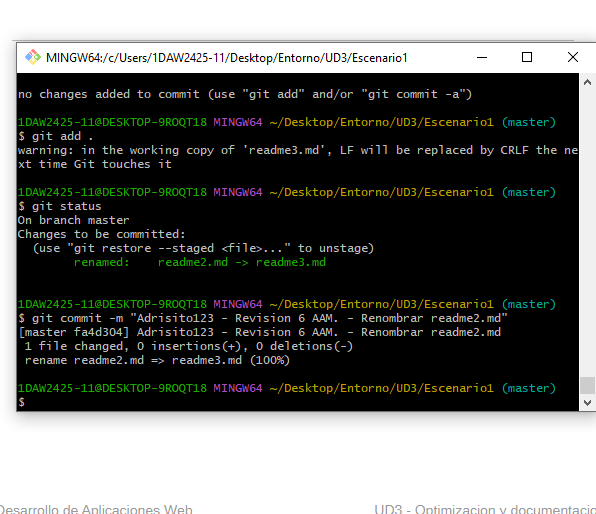 MINGW64:/c/Users/1DAW2425-11/Desktop/Entorno/UD3/Escenario1
no changes added to commit (use "git add" and/or "git commit -a")
1DAW2425-11@DESKTOP-9ROQT18 MINGW64 ~/Desktop/Entorno/UD3/Escenario1 (master)
$ git add .
warning: in the working copy of 'readme3.md', LF will be replaced by CRLF the ne
xt time Git touches it
1DAW2425-11@DESKTOP-9ROQT18 MINGW64 ~/Desktop/Entorno/UD3/Escenario1 (master)
$ git status
On branch master
Changes to be committed:
  (use "git restore --staged <file>..." to unstage)
        renamed:    readme2.md -> readme3.md
1DAW2425-11@DESKTOP-9ROQT18 MINGW64 ~/Desktop/Entorno/UD3/Escenario1 (master)
$ git commit -m "Adrisito123 - Revision 6 AAM. - Renombrar readme2.md"
[master fa4d304] Adrisito123 - Revision 6 AAM. - Renombrar readme2.md
 1 file changed, 0 insertions(+), 0 deletions(-)
 rename readme2.md => readme3.md (100%)
1DAW2425-11@DESKTOP-9ROQT18 MINGW64 ~/Desktop/Entorno/UD3/Escenario1 (master)
$
Desarrollo de Aplicaciones Web UD3 - Optimizacion y documentacio